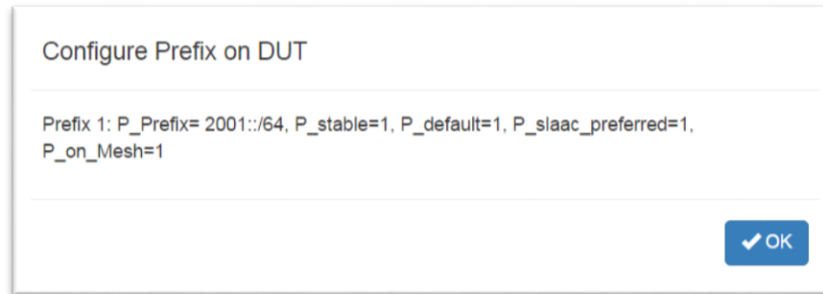 Configure Prefix on DUT
Prefix 1: P_Prefix= 2001::/64, P_stable=1, P_default=1, P_slaac_preferred=1,
P_on_Mesh=1
OK